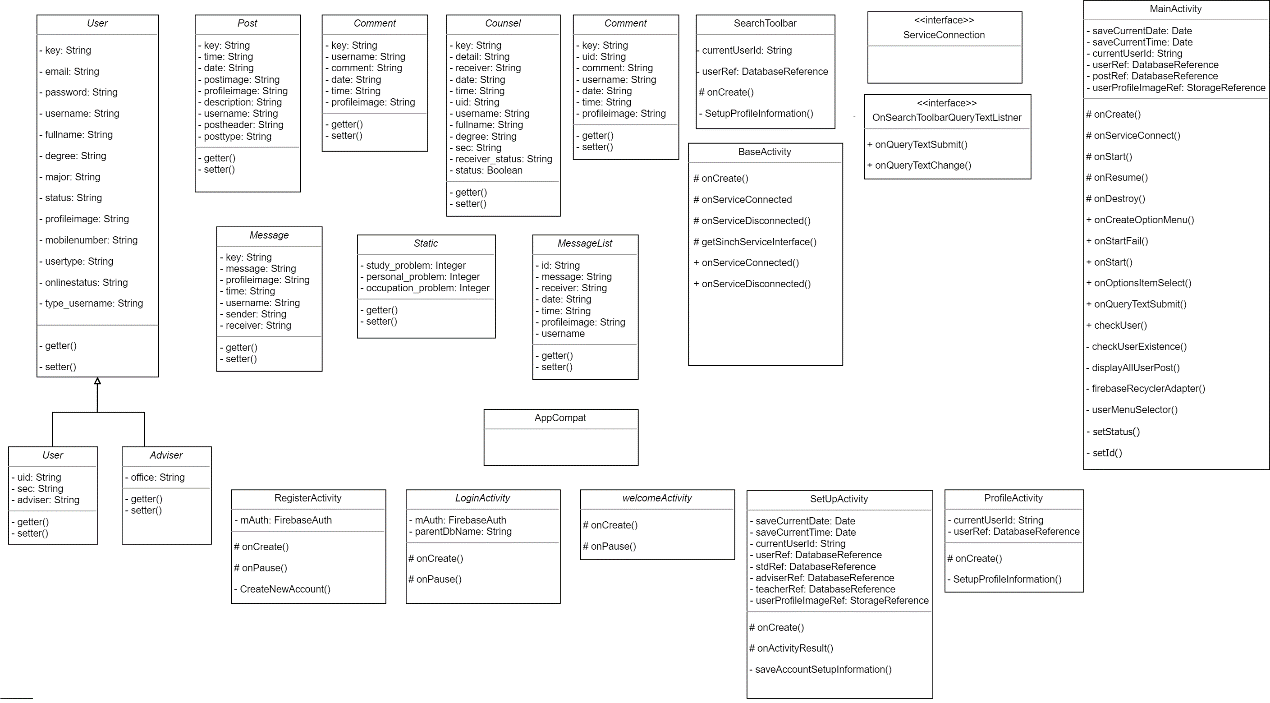 User
- key: String
- email: String
- password: String
- username: String
- fullname: String
- degree: String
- major: String
- status: String
- profileimage: String
- mobilenumber: String
- usertype: String
- onlinestatus: String
- type_username: String
- getter()
- setter()
Post
- key: String
- time: String
- date: String
- postimage: String
- profileimage: String
- description: String
- username: String
- postheader: String
- posttype: String
- getter()
- setter()
Comment
- key: String
- username: String
- comment: String
- date: String
- time: String
- profileimage: String
- getter()
- setter()
Counsel
- key: String
- detail: String
- receiver: String
- date: String
- time: String
- uid: String
- username: String
- fullname: String
- degree: String
- sec: String
- receiver_status: String
- status: Boolean
- getter()
- setter()
Comment
- key: String
- uid: String
- comment: String
- username: String
- date: String
- time: String
- profileimage: String
- getter()
- setter()
SearchToolbar
- currentUserId: String
- userRef: DatabaseReference
# onCreate()
- SetupProfileInformation()
<<interface>>
ServiceConnection
<<interface>>
OnSearchToolbarQueryTextListner
+ onQueryTextSubmit()
+ onQueryTextChange()
MainActivity
- saveCurrentDate: Date
- saveCurrentTime: Date
- currentUserId: String
- userRef: DatabaseReference
- postRef: DatabaseReference
- userProfileImageRef: StorageReference
# onCreate()
# onServiceConnect()
# onStart()
# onResume()
# onDestroy()
+ onCreateOptionMenu()
+ onStartFail()
+ onStart()
+ onOptionsItemSelect()
+ onQueryTextSubmit()
+ checkUser()
- checkUserExistence()
- displayAllUserPost()
- firebaseRecyclerAdapter()
- userMenuSelector()
- setStatus()
- setId()
BaseActivity
# onCreate()
# onServiceConnected
# onServiceDisconnected()
# getSinchServiceInterface()
+ onServiceConnected()
+ onServiceDisconnected()
Message
- key: String
- message: String
- profileimage: String
- time: String
- username: String
- sender: String
- receiver: String
- getter()
- setter()
Static
- study_problem: Integer
- personal_problem: Integer
- occupation_problem: Integer
- getter()
- setter()
MessageList
- id: String
- message: String
- receiver: String
- date: String
- time: String
- profileimage: String
- username
- getter()
- setter()
AppCompat
User
- uid: String
- sec: String
- adviser: String
- getter()
- setter()
Adviser
- office: String
- getter()
- setter()
RegisterActivity
- mAuth: FirebaseAuth
# onCreate()
# onPause()
- CreateNewAccount()
LoginActivity
- mAuth: FirebaseAuth
- parentDbName: String
# onCreate()
# onPause()
welcomeActivity
# onCreate()
# onPause()
SetUpActivity
- saveCurrentDate: Date
- saveCurrentTime: Date
- currentUserId: String
- userRef: DatabaseReference
- stdRef: DatabaseReference
- adviserRef: DatabaseReference
- teacherRef: DatabaseReference
- userProfileImageRef: StorageReference
# onCreate()
# onActivityResult()
- saveAccountSetupInformation()
ProfileActivity
- currentUserId: String
- userRef: DatabaseReference
# onCreate()
- SetupProfileInformation()